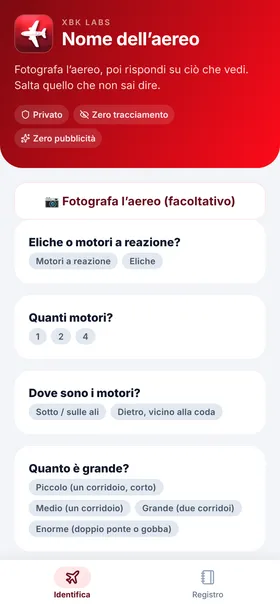 XBK LABS
Nome dell’aereo
Fotografa l’aereo, poi rispondi su ciò che vedi.
Salta quello che non sai dire.
Privato
Zero tracciamento
Zero pubblicità
📷 Fotografa l’aereo (facoltativo)
Eliche o motori a reazione?
Motori a reazione
Eliche
Quanti motori?
1
2
4
Dove sono i motori?
Sotto / sulle ali
Dietro, vicino alla coda
Quanto è grande?
Piccolo (un corridoio, corto)
Medio (un corridoio)
Grande (due corridoi)
Enorme (doppio ponte o gobba)
Identifica
Registro